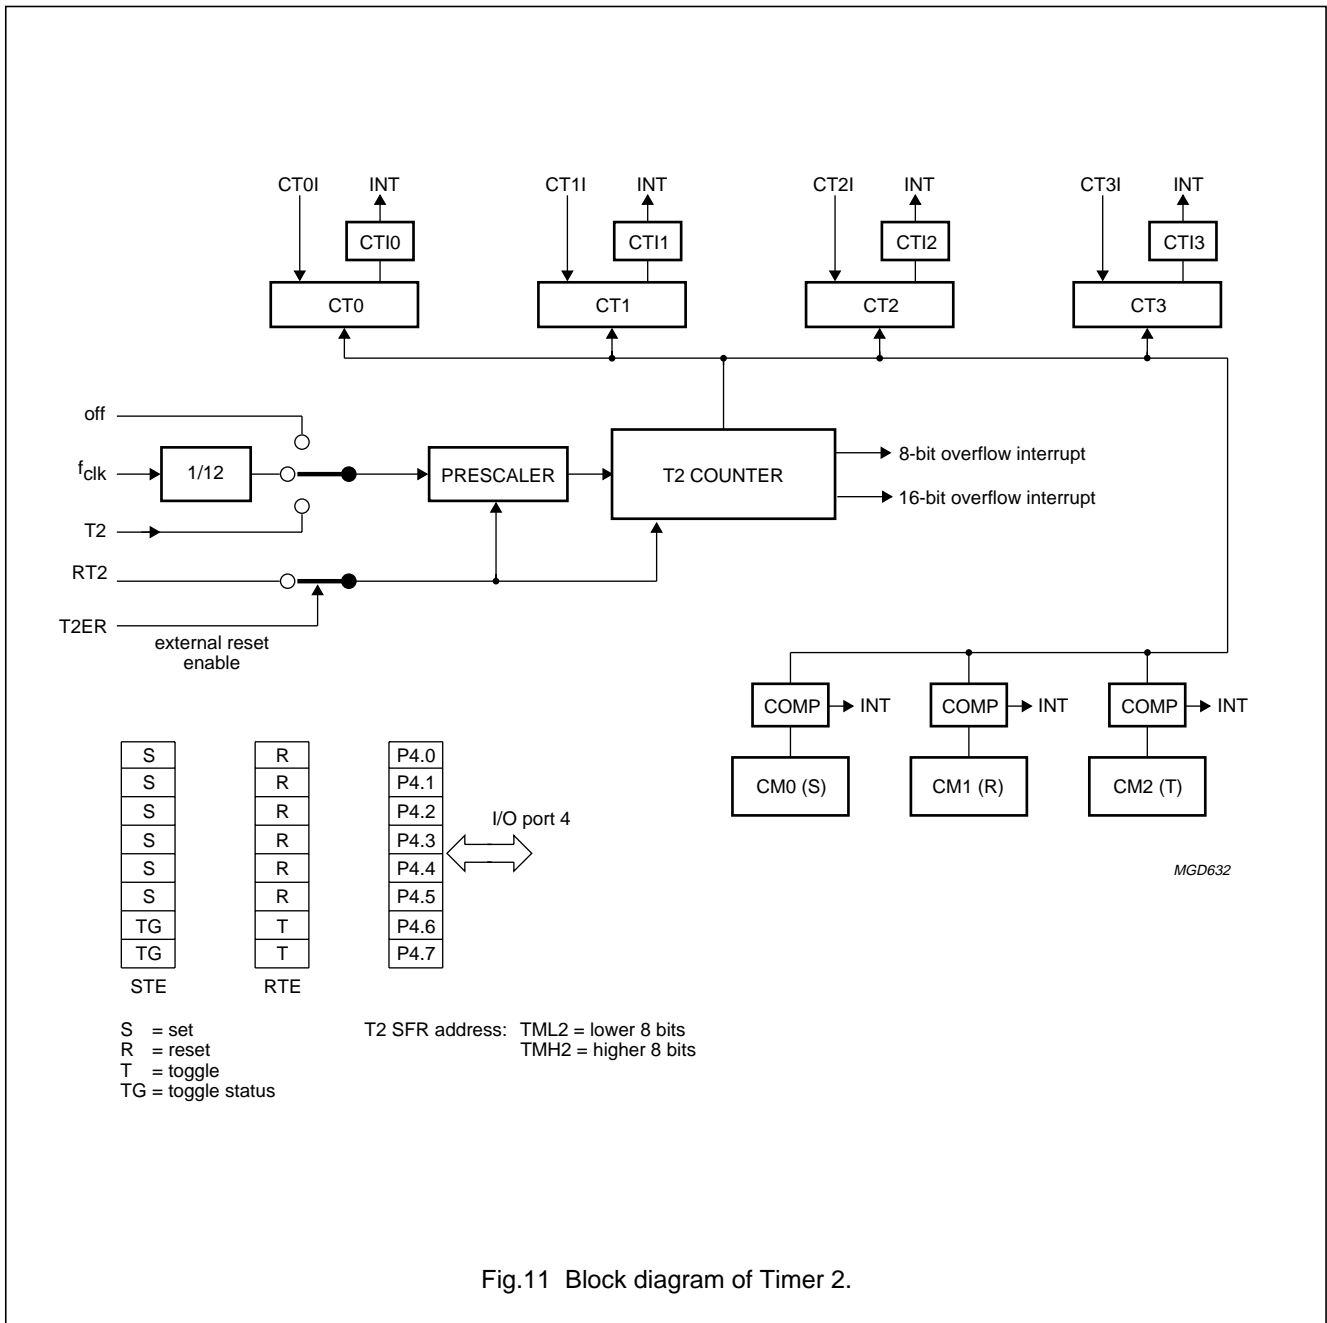 CT0I INT CT1I INT CT2I INT CT3I INT
CTI0 CTI1 CTI2 CTI3
CT0 CT1 CT2 CT3
off
fclk 1/12 PRESCALER T2 COUNTER 8-bit overflow interrupt
16-bit overflow interrupt
T2
RT2
T2ER
external reset
enable
COMP INT COMP INT COMP INT
CM0 (S) CM1 (R) CM2 (T)
S R P4.0
S R P4.1
S R P4.2
I/O port 4
S R P4.3
S R P4.4
S R P4.5
TG T P4.6
TG T P4.7
STE RTE
MGD632
S = set
R = reset
T = toggle
TG = toggle status
T2 SFR address: TML2 = lower 8 bits
TMH2 = higher 8 bits
Fig.11 Block diagram of Timer 2.